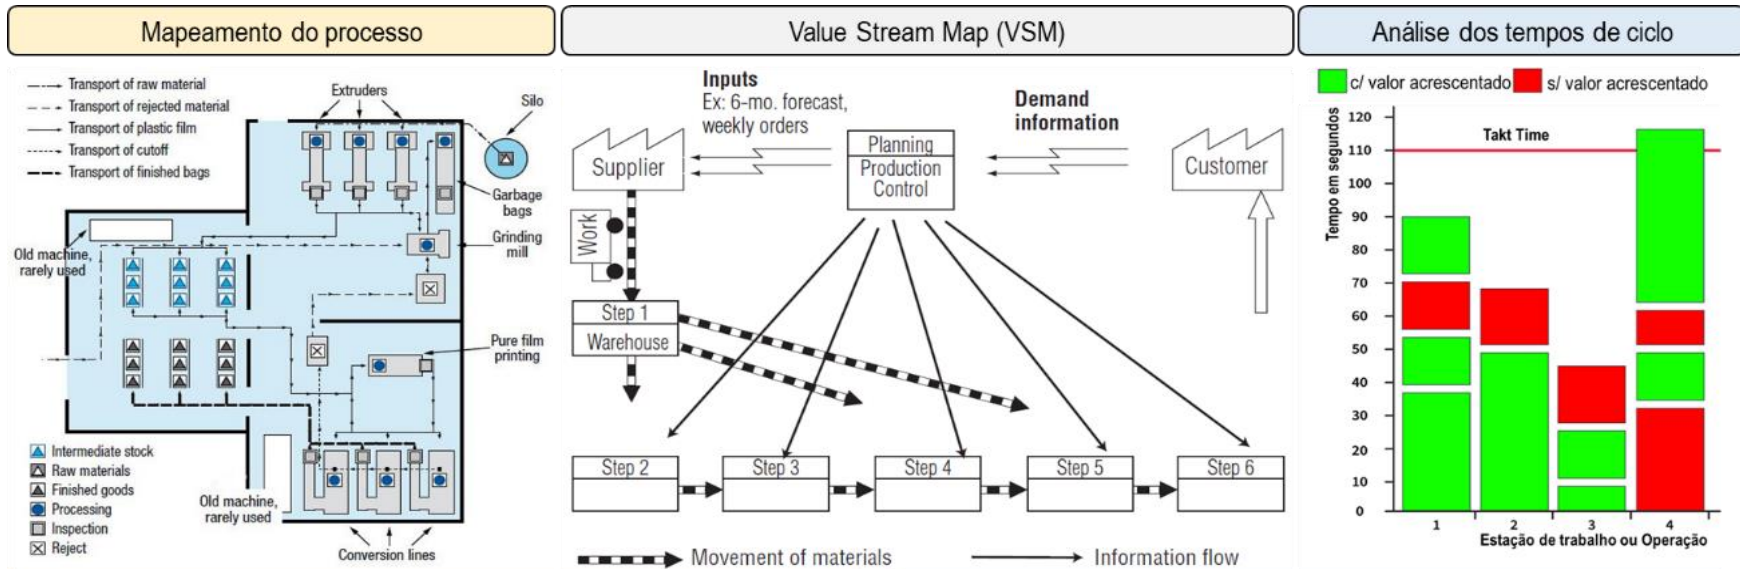 Mapeamento do processo
Transport of raw material
Transport of rejected material
Transport of plastic film
Transport of cutoff
Transport of finished bags
Extruders
Silo
Garbage
bags
Grinding
mill
Old machine,
rarely used
Pure film
printing
Intermediate stock
Raw materials
Finished goods
Processing
Inspection
Reject
Old machine,
rarely used
Conversion lines
Value Stream Map (VSM)
Inputs
Ex: 6-mo. forecast,
weekly orders
Demand
information
Supplier
Planning
Production
Control
Customer
Work
Step 1
Warehouse
Step 2
Step 3
Step 4
Step 5
Step 6
Movement of materials
Information flow
Análise dos tempos de ciclo
c/ valor acrescentado
s/ valor acrescentado
Takt Time
Tempo em segundos
120
110
100
90
80
70
60
50
40
30
20
10
0
1 2 3 4
Estação de trabalho ou Operação